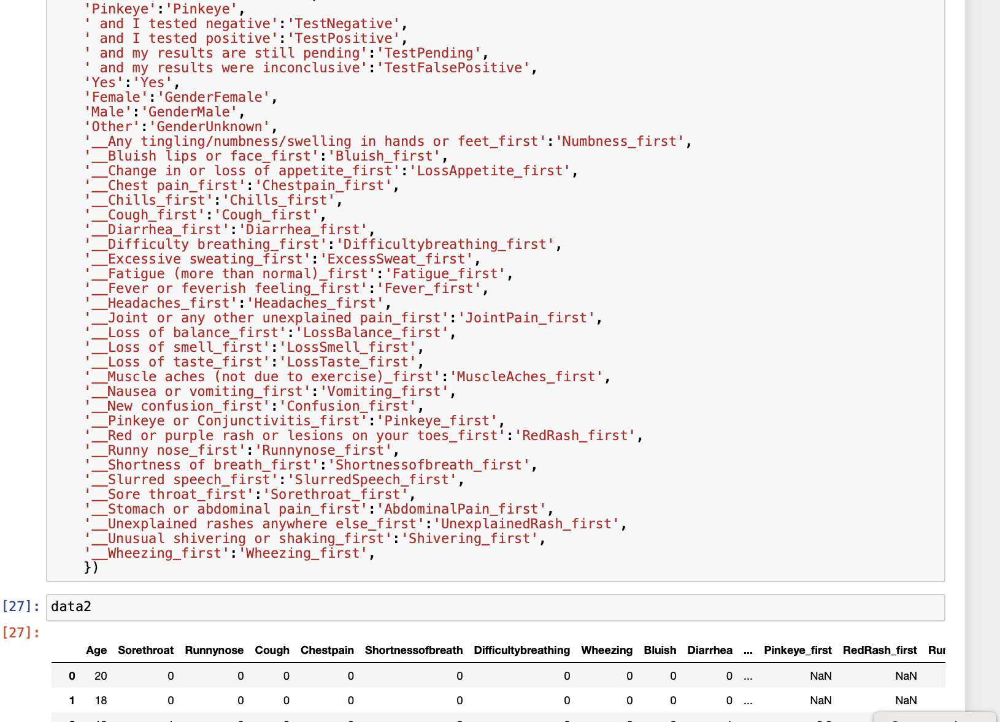 'Pinkeye':'Pinkeye',
' and I tested negative':'TestNegative',
' and I tested positive':'TestPositive',
' and my results are still pending':'TestPending',
' and my results were inconclusive':'TestFalsePositive',
'Yes':'Yes',
'Female':'GenderFemale',
'Male':'GenderMale',
'Other':'GenderUnknown',
'__Any tingling/numbness/swelling in hands or feet_first':'Numbness_first',
'__Bluish lips or face_first':'Bluish_first',
'__Change in or loss of appetite_first':'LossAppetite_first',
'__Chest pain_first':'Chestpain_first',
'__Chills_first':'Chills_first',
'__Cough_first':'Cough_first',
'__Diarrhea_first':'Diarrhea_first',
'__Difficulty breathing_first':'Difficultybreathing_first',
'__Excessive sweating_first':'ExcessSweat_first',
'__Fatigue (more than normal)_first':'Fatigue_first',
'__Fever or feverish feeling_first':'Fever_first',
'__Headaches_first':'Headaches_first',
'__Joint or any other unexplained pain_first':'JointPain_first',
'__Loss of balance_first':'LossBalance_first',
'__Loss of smell_first':'LossSmell_first',
'__Loss of taste_first':'LossTaste_first',
'__Muscle aches (not due to exercise)_first':'MuscleAches_first',
'__Nausea or vomiting_first':'Vomiting_first',
'__New confusion_first':'Confusion_first',
'__Pinkeye or Conjunctivitis_first':'Pinkeye_first',
'__Red or purple rash or lesions on your toes_first':'RedRash_first',
'__Runny nose_first':'Runnynose_first',
'__Shortness of breath_first':'Shortnessofbreath_first',
'__Slurred speech_first':'SlurredSpeech_first',
'__Sore throat_first':'Sorethroat_first',
'__Stomach or abdominal pain_first':'AbdominalPain_first',
'__Unexplained rashes anywhere else_first':'UnexplainedRash_first',
'__Unusual shivering or shaking_first':'Shivering_first',
'__Wheezing_first':'Wheezing_first',
})
[27]: data2
[27]:
Age Sorethroat Runnynose Cough Chestpain Shortnessofbreath Difficultybreathing Wheezing Bluish Diarrhea ... Pinkeye_first RedRash_first
0 20 0 0 0 0 0 0 0 0 0 ... NaN NaN
1 18 0 0 0 0 0 0 0 0 0 ... NaN NaN